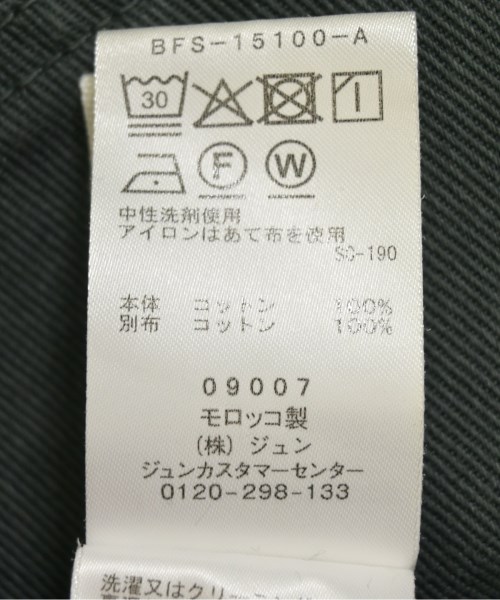 BFS-15100-A
30
F W
中性洗剤使用
アイロンはあて布を使用
SG-190
本体 コットン 100%
別布 コットン 100%
09007
モロッコ製
(株) ジュン
ジュンカスタマーセンター
0120-298-133
洗濯又はクリ